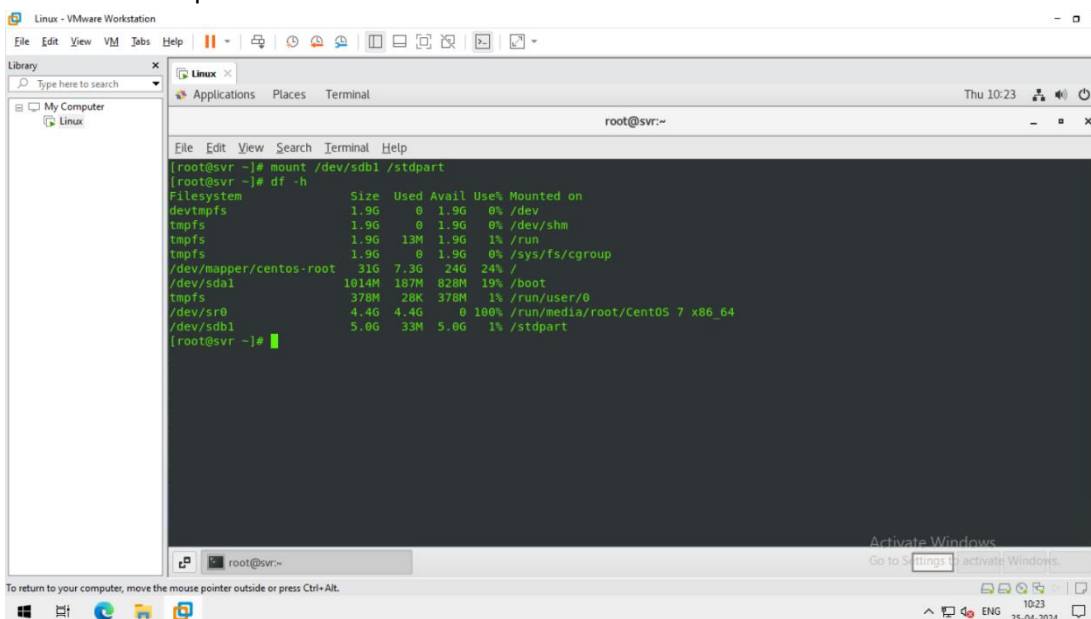 Linux - VMware Workstation
File Edit View VM Tabs Help
Library
Type here to search
My Computer
Linux
Linux
Applications Places Terminal Thu 10:23
root@svr:~
File Edit View Search Terminal Help
[root@svr ~]# mount /dev/sdb1 /stdpart
[root@svr ~]# df -h
Filesystem Size Used Avail Use% Mounted on
devtmpfs 1.9G 0 1.9G 0% /dev
tmpfs 1.9G 0 1.9G 0% /dev/shm
tmpfs 1.9G 13M 1.9G 1% /run
tmpfs 1.9G 0 1.9G 0% /sys/fs/cgroup
/dev/mapper/centos-root 31G 7.3G 24G 24% /
/dev/sda1 1014M 187M 828M 19% /boot
tmpfs 378M 28K 378M 1% /run/user/0
/dev/sr0 4.4G 4.4G 0 100% /run/media/root/CentOS 7 x86_64
/dev/sdb1 5.0G 33M 5.0G 1% /stdpart
[root@svr ~]#
Activate Windows
Go to Settings to activate Windows.
root@svr:~
To return to your computer, move the mouse pointer outside or press Ctrl+Alt.
ENG 10:23
25-04-2024